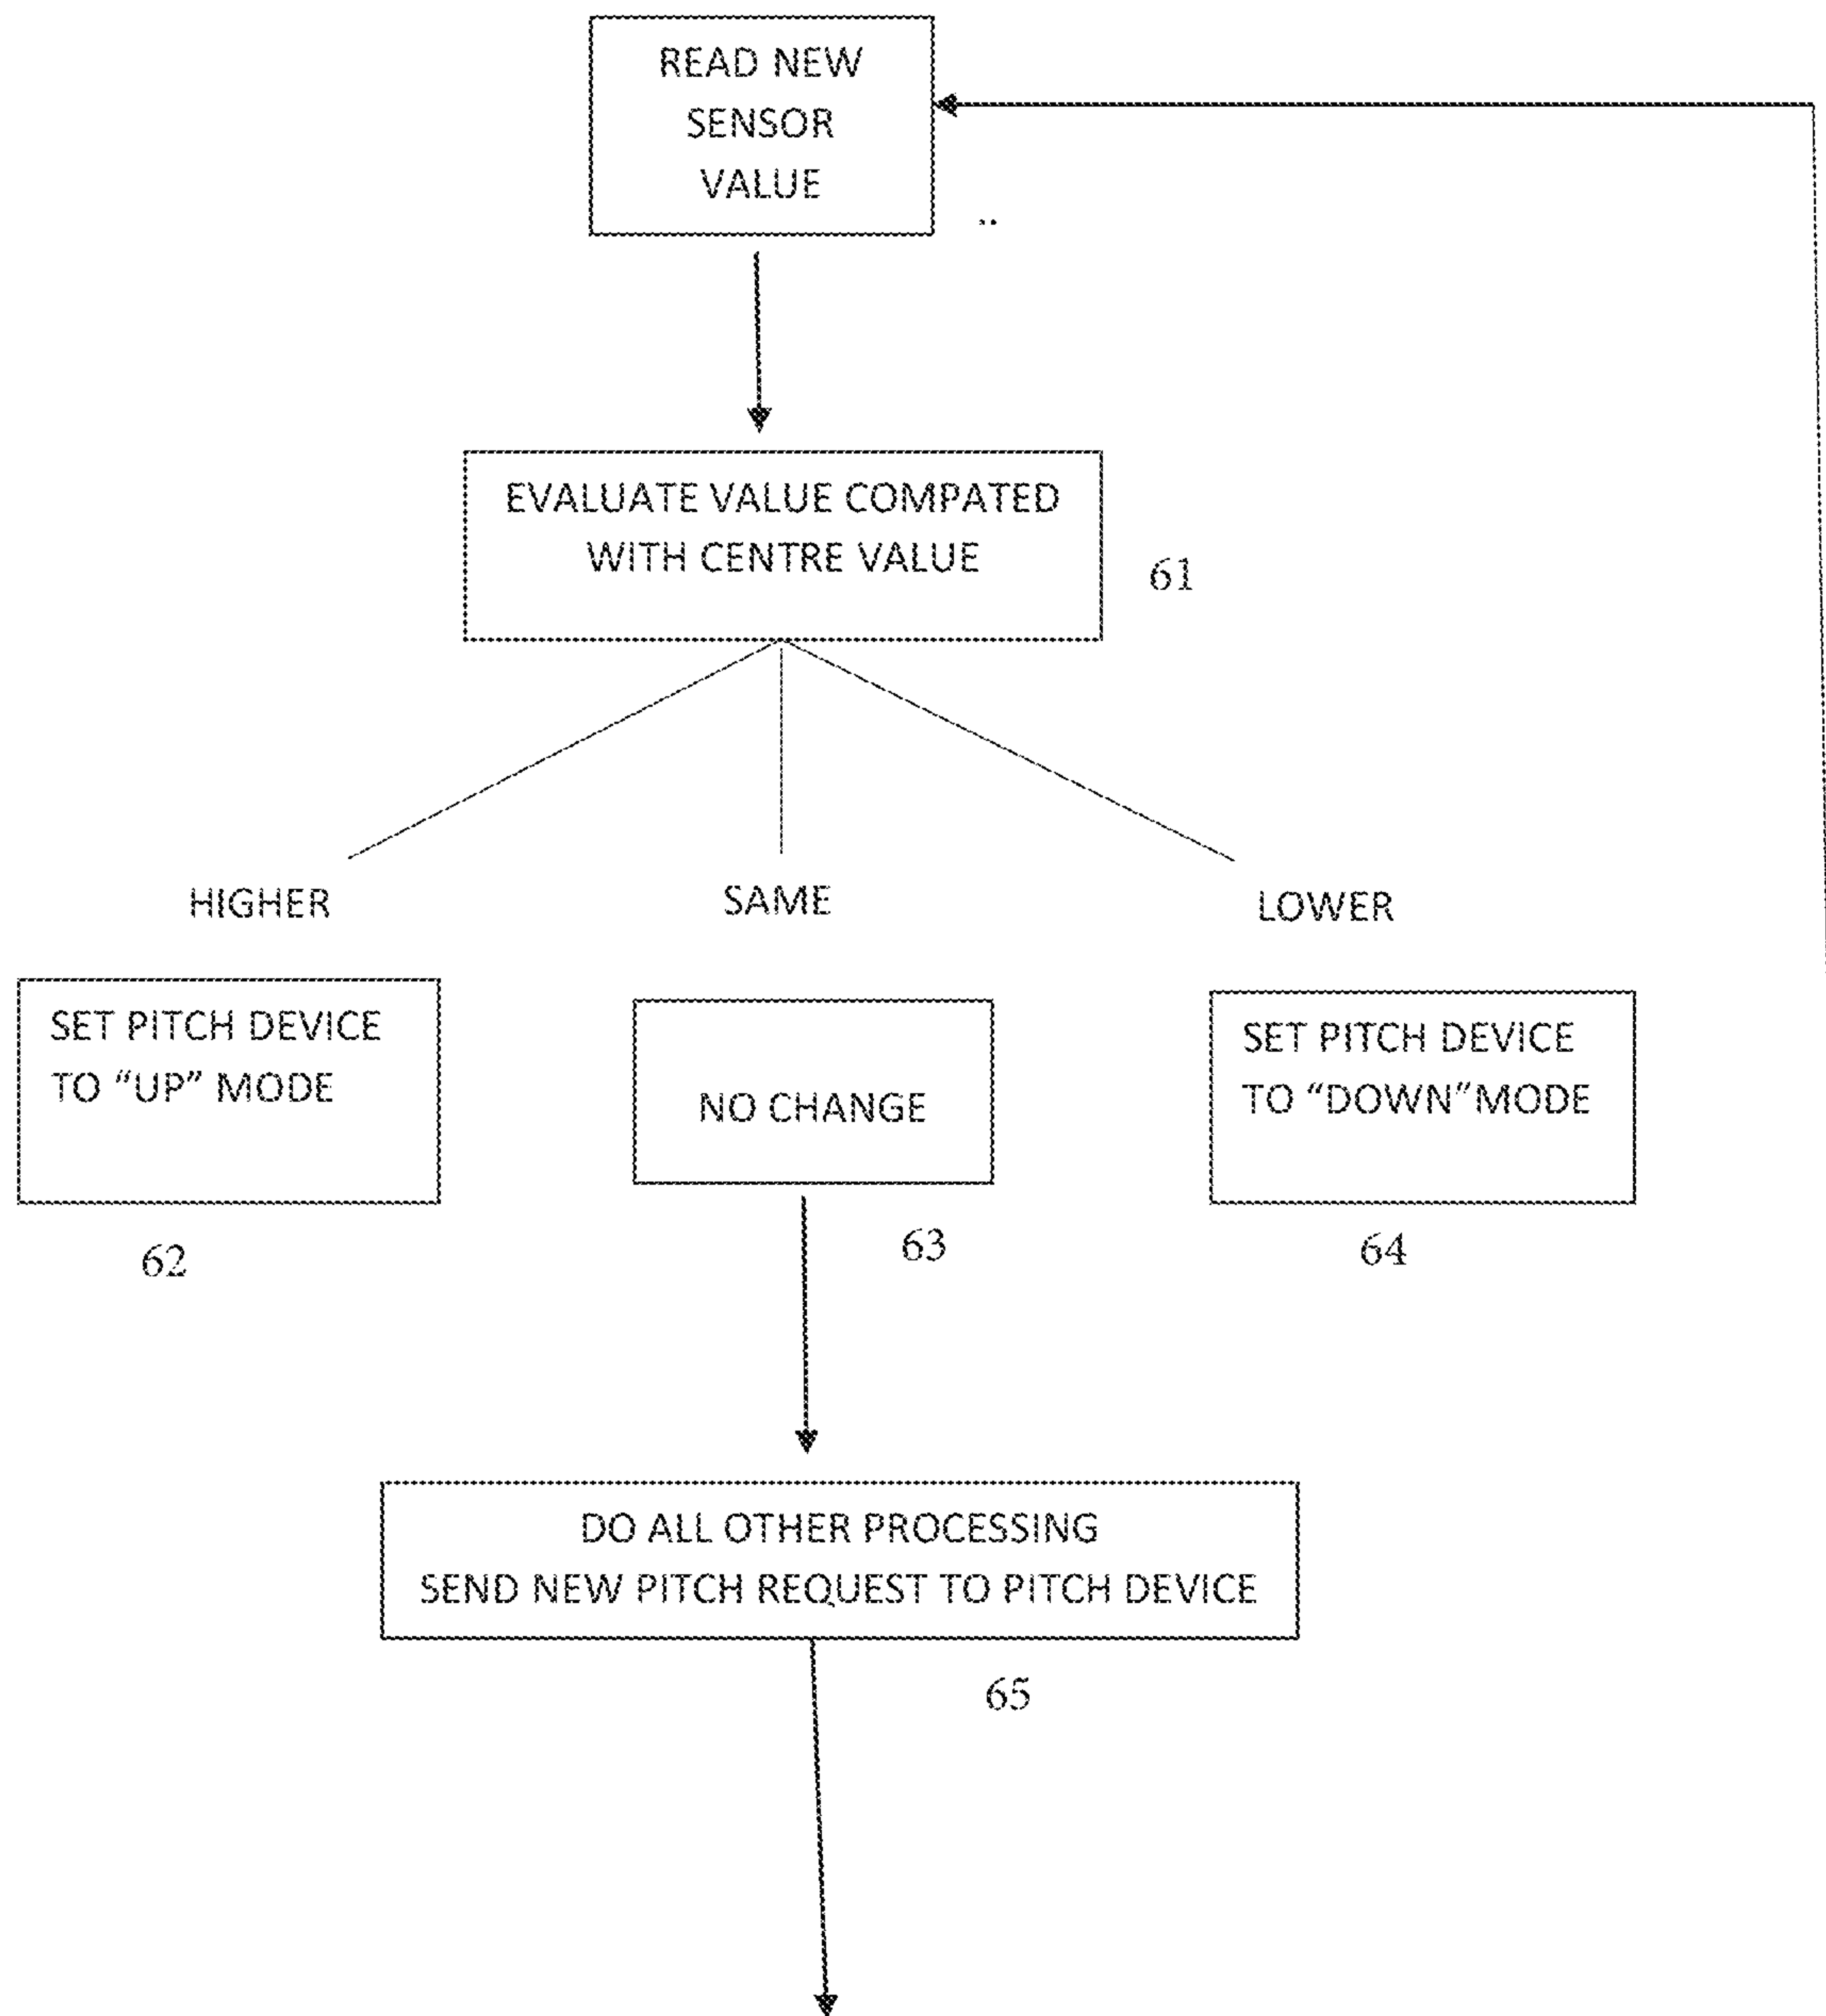 READ NEW
SENSOR
VALUE
..
EVALUATE VALUE COMPATED
WITH CENTRE VALUE
61
HIGHER
SAME
LOWER
SET PITCH DEVICE
TO “UP” MODE
62
NO CHANGE
63
SET PITCH DEVICE
TO “DOWN”MODE
64
DO ALL OTHER PROCESSING
SEND NEW PITCH REQUEST TO PITCH DEVICE
65